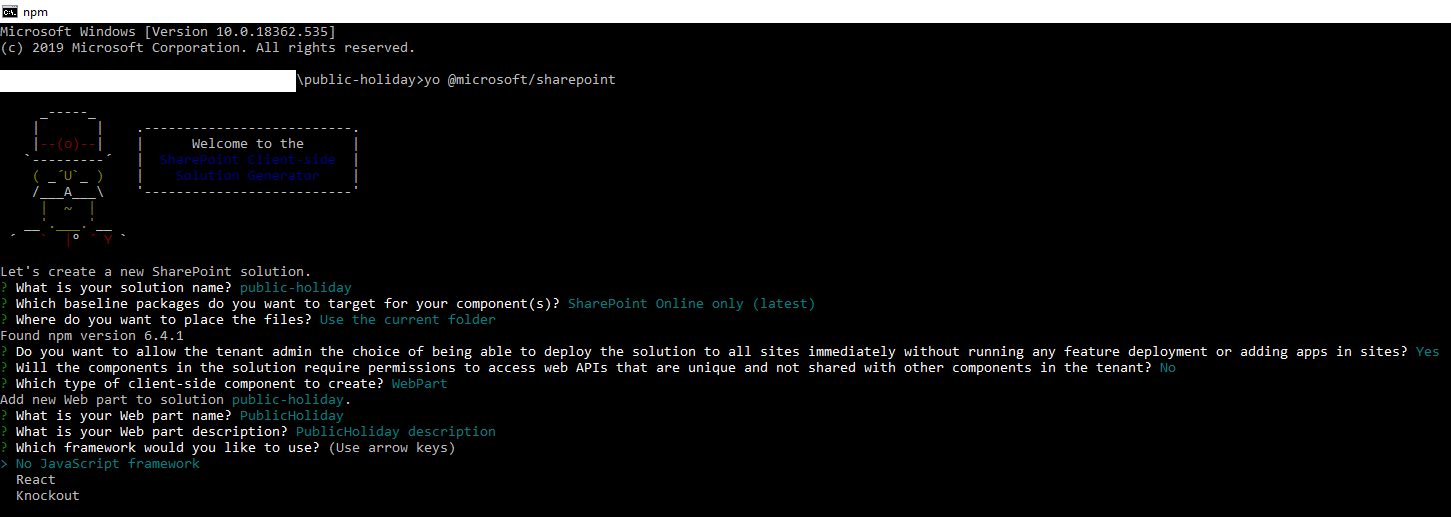 npm
Microsoft Windows [Version 10.0.18362.535]
(c) 2019 Microsoft Corporation. All rights reserved.
\public-holiday>yo @microsoft/sharepoint
Welcome to the
SharePoint Client-side
Solution Generator
Let's create a new SharePoint solution.
? What is your solution name? public-holiday
? Which baseline packages do you want to target for your component(s)? SharePoint Online only (latest)
? Where do you want to place the files? Use the current folder
Found npm version 6.4.1
? Do you want to allow the tenant admin the choice of being able to deploy the solution to all sites immediately without running any feature deployment or adding apps in sites? Yes
? Will the components in the solution require permissions to access web APIs that are unique and not shared with other components in the tenant? No
? Which type of client-side component to create? WebPart
Add new Web part to solution public-holiday.
? What is your Web part name? PublicHoliday
? What is your Web part description? PublicHoliday description
? Which framework would you like to use? (Use arrow keys)
> No JavaScript framework
React
Knockout